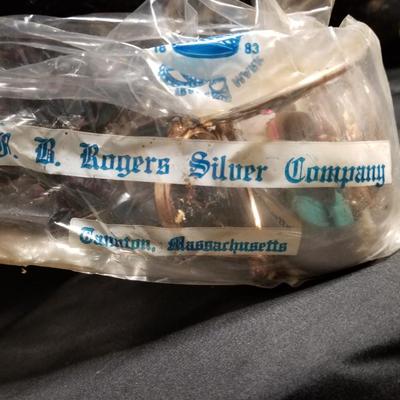 18 83
F. B. Rogers Silver Company
Taunton, Massachusetts